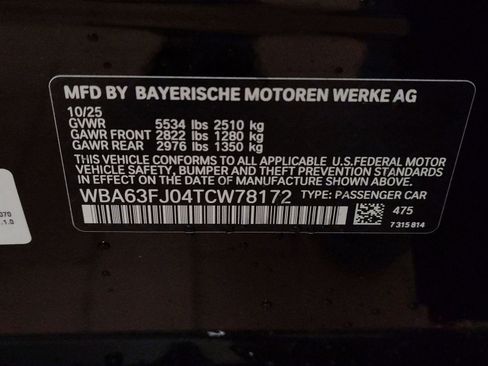 MFD BY BAYERISCHE MOTOREN WERKE AG
10/25
GVWR 5534 lbs 2510 kg
GAWR FRONT 2822 lbs 1280 kg
GAWR REAR 2976 lbs 1350 kg
THIS VEHICLE CONFORMS TO ALL APPLICABLE U.S.FEDERAL MOTOR
VEHICLE SAFETY, BUMPER AND THEFT PREVENTION STANDARDS
IN EFFECT ON THE DATE OF MANUFACTURE SHOWN ABOVE.
WBA63FJ04TCW78172 TYPE: PASSENGER CAR
475
7 315 814
070
.1.0